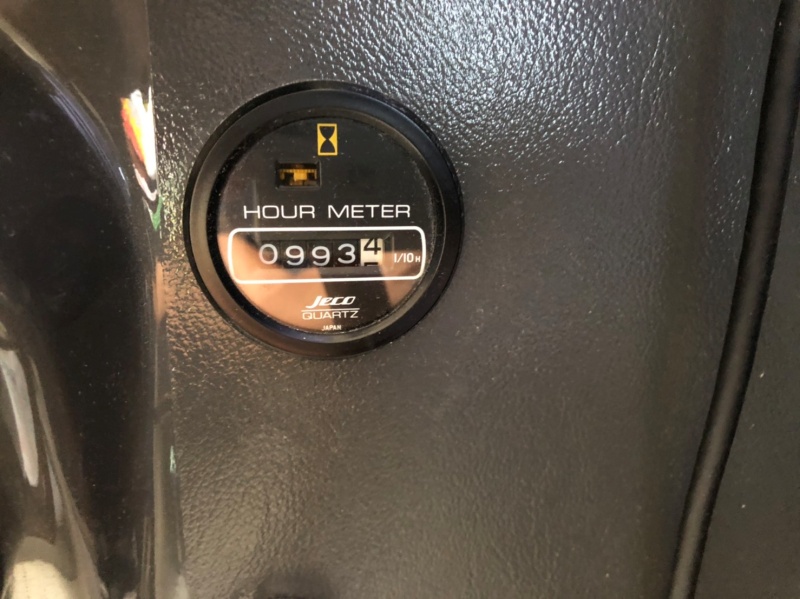 HOUR METER
09934 1/10H
Jeco
QUARTZ
JAPAN